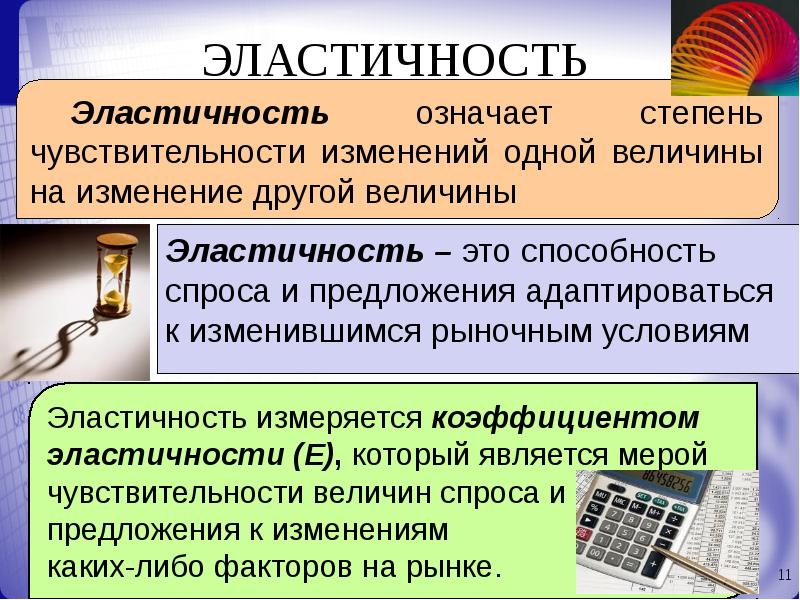 ЭЛАСТИЧНОСТЬ
Эластичность означает степень
чувствительности изменений одной величины
на изменение другой величины
Эластичность – это способность
спроса и предложения адаптироваться
к изменившимся рыночным условиям
Эластичность измеряется коэффициентом
эластичности (Е), который является мерой
чувствительности величин спроса и
предложения к изменениям
каких-либо факторов на рынке.
11